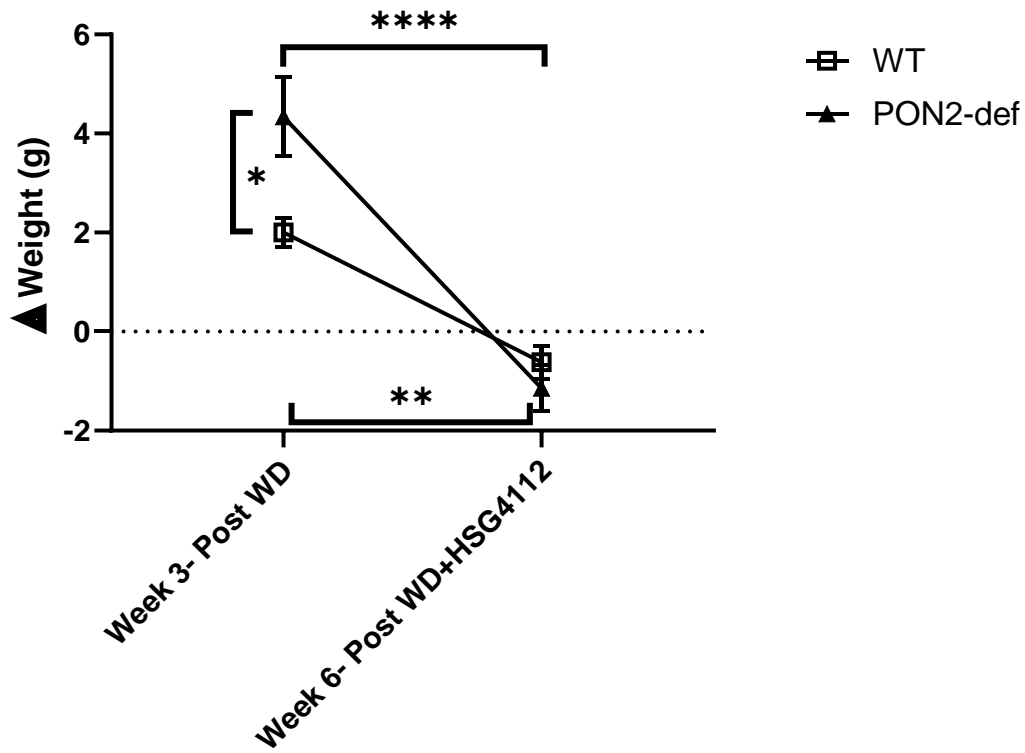 6
4
2
0
-2
▲ Weight (g)
****
*
**
WT
PON2-def
Week 3- Post WD
Week 6- Post WD+HSG4112